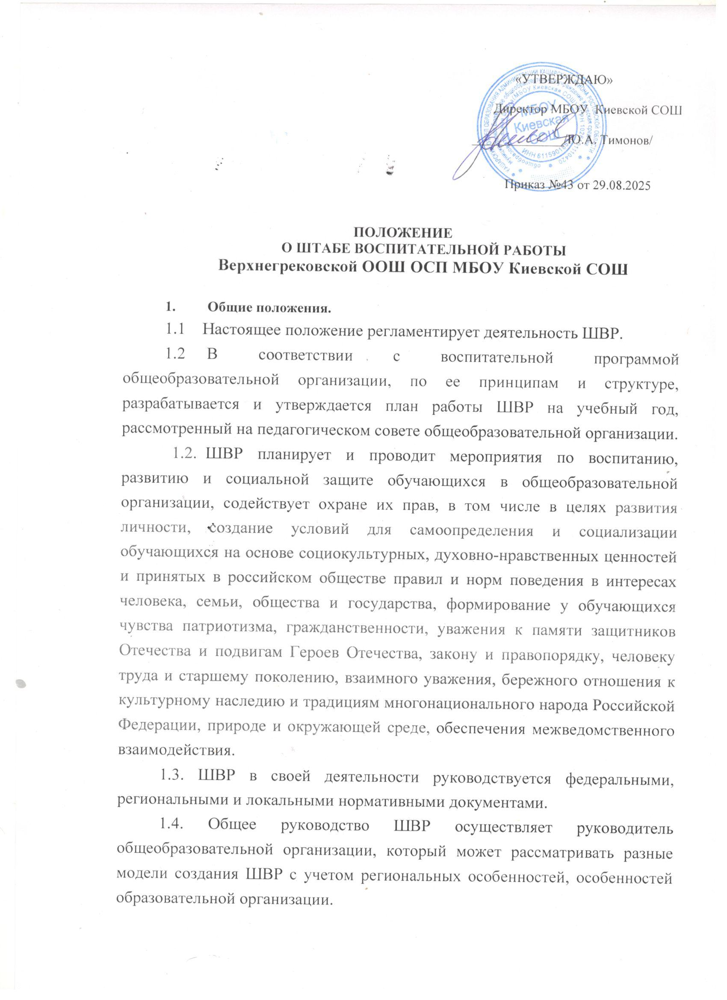 «УТВЕРЖДАЮ»
Директор МБОУ Киевской СОШ
/Ю.А. Тимонов/
МБОУ
Киевская
СОШ
Приказ №43 от 29.08.2025
ПОЛОЖЕНИЕ
О ШТАБЕ ВОСПИТАТЕЛЬНОЙ РАБОТЫ
Верхнегрековской ООШ ОСП МБОУ Киевской СОШ
1. Общие положения.
1.1 Настоящее положение регламентирует деятельность ШВР.
1.2 В соответствии с воспитательной программой
общеобразовательной организации, по ее принципам и структуре,
разрабатывается и утверждается план работы ШВР на учебный год,
рассмотренный на педагогическом совете общеобразовательной организации.
1.2. ШВР планирует и проводит мероприятия по воспитанию,
развитию и социальной защите обучающихся в общеобразовательной
организации, содействует охране их прав, в том числе в целях развития
личности, создание условий для самоопределения и социализации
обучающихся на основе социокультурных, духовно-нравственных ценностей
и принятых в российском обществе правил и норм поведения в интересах
человека, семьи, общества и государства, формирование у обучающихся
чувства патриотизма, гражданственности, уважения к памяти защитников
Отечества и подвигам Героев Отечества, закону и правопорядку, человеку
труда и старшему поколению, взаимного уважения, бережного отношения к
культурному наследию и традициям многонационального народа Российской
Федерации, природе и окружающей среде, обеспечения межведомственного
взаимодействия.
1.3. ШВР в своей деятельности руководствуется федеральными,
региональными и локальными нормативными документами.
1.4. Общее руководство ШВР осуществляет руководитель
общеобразовательной организации, который может рассматривать разные
модели создания ШВР с учетом региональных особенностей, особенностей
образовательной организации.